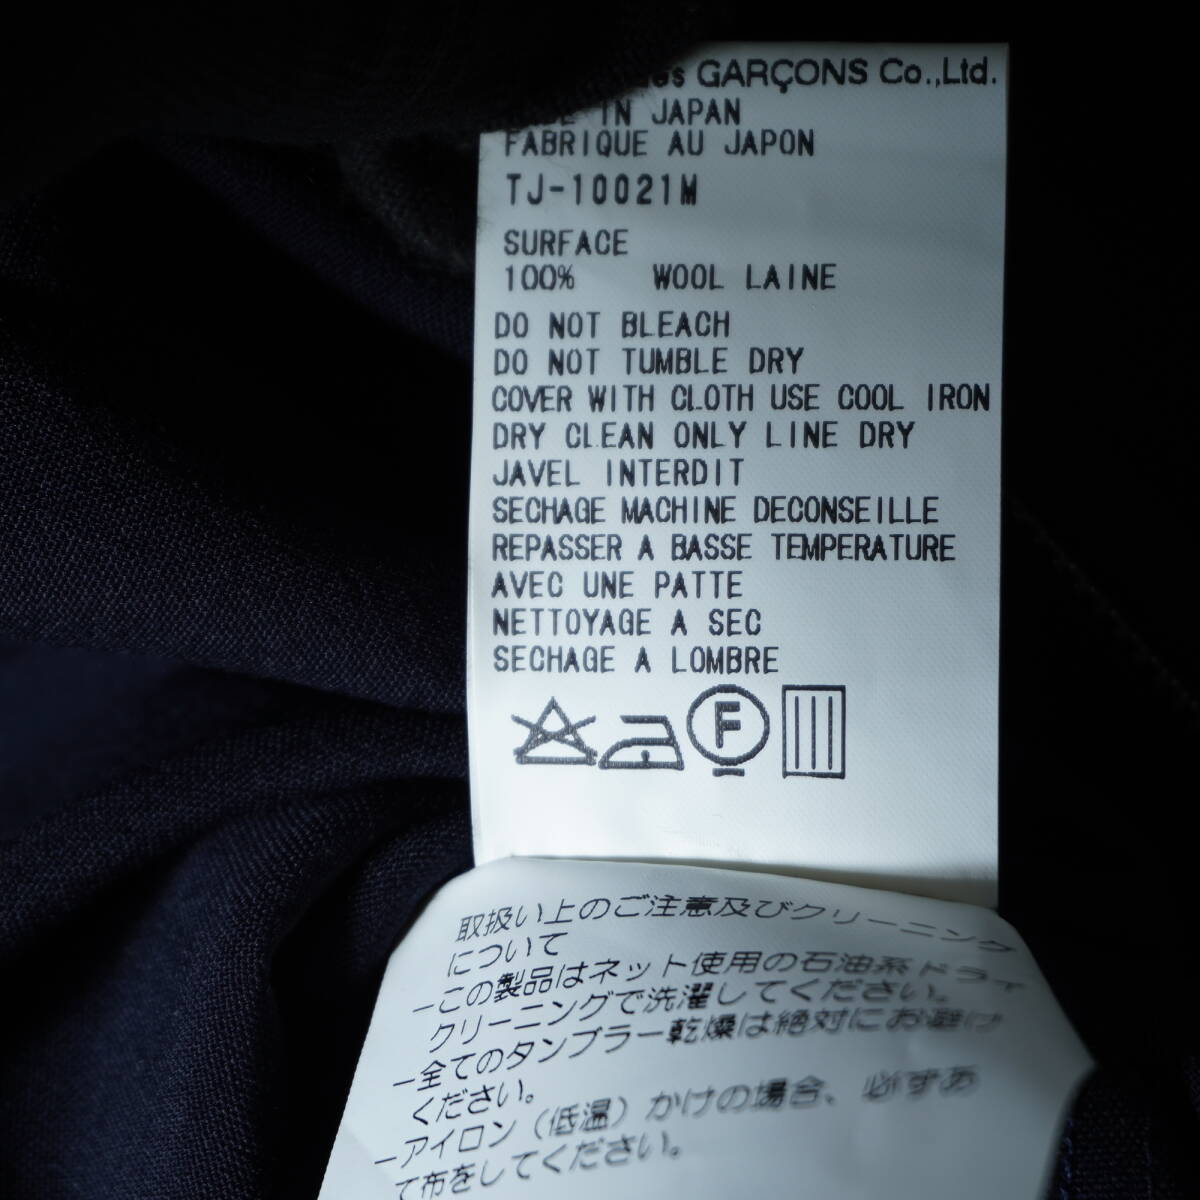 GARÇONS Co.,Ltd.
IN JAPAN
FABRIQUE AU JAPON
TJ-10021M
SURFACE
100% WOOL LAINE
DO NOT BLEACH
DO NOT TUMBLE DRY
COVER WITH CLOTH USE COOL IRON
DRY CLEAN ONLY LINE DRY
JAVEL INTERDIT
SECHAGE MACHINE DECONSEILLE
REPASSER A BASSE TEMPERATURE
AVEC UNE PATTE
NETTOYAGE A SEC
SECHAGE A LOMBRE
F
取扱い上のご注意及びクリーニング
について
ーこの製品はネット使用の石油系ドライ
クリーニングで洗濯してください。
ー全てのタンブラー乾燥は絶対にお避け
ください。
ーアイロン(低温)かけの場合、必ずあ
て布をしてください。